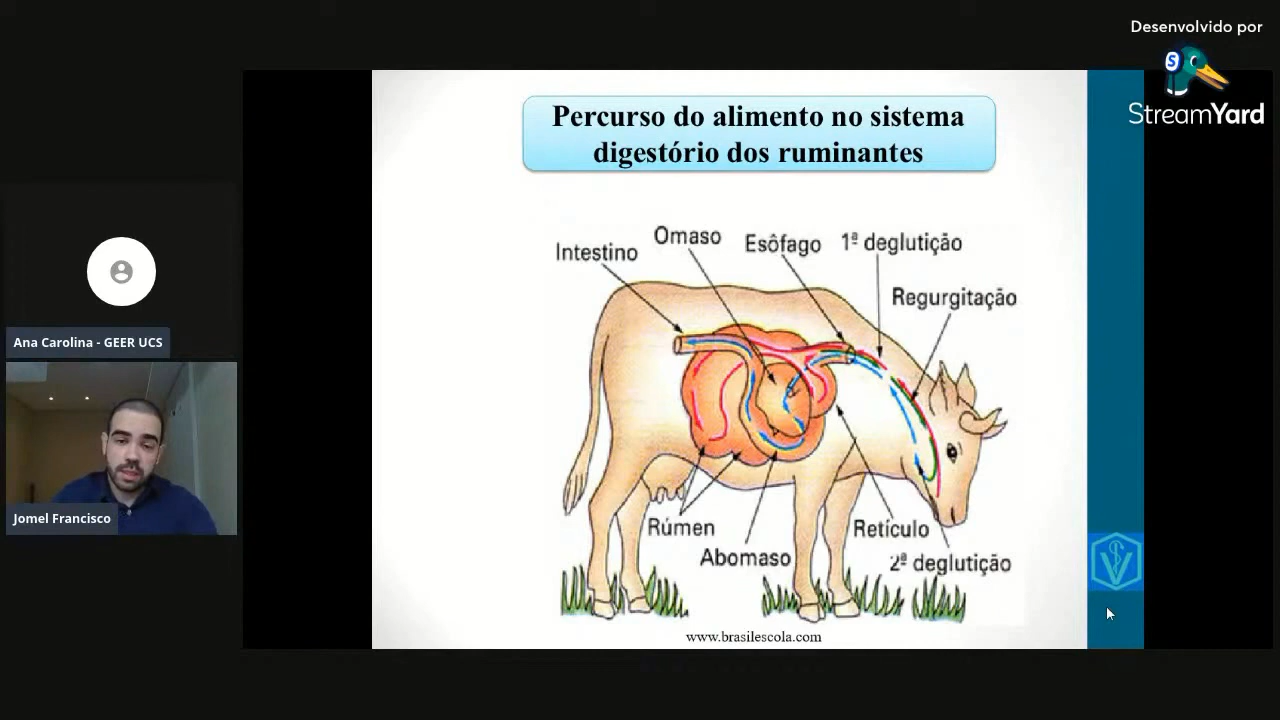 Desenvolvido por
StreamYard
Percurso do alimento no sistema
digestório dos ruminantes
Intestino
Omaso
Esôfago
1ª deglutição
Regurgitação
Rúmen
Abomaso
Retículo
2ª deglutição
www.brasilescola.com
Ana Carolina - GEER UCS
Jomel Francisco